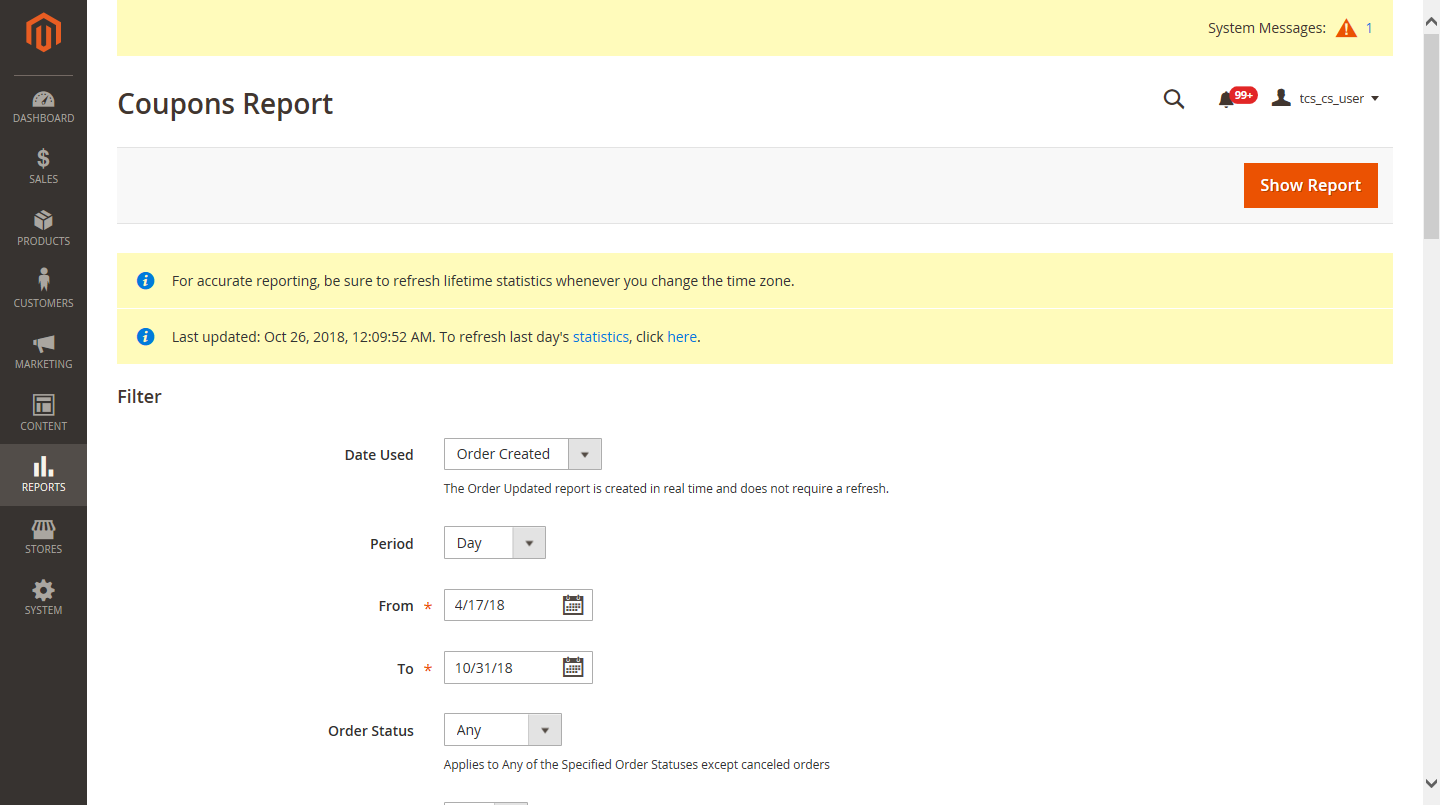 System Messages: 1
Coupons Report
99+
tcs_cs_user
DASHBOARD
SALES
PRODUCTS
CUSTOMERS
MARKETING
CONTENT
REPORTS
STORES
SYSTEM
Show Report
For accurate reporting, be sure to refresh lifetime statistics whenever you change the time zone.
Last updated: Oct 26, 2018, 12:09:52 AM. To refresh last day's statistics, click here.
Filter
Date Used Order Created
The Order Updated report is created in real time and does not require a refresh.
Period Day
From * 4/17/18
To * 10/31/18
Order Status Any
Applies to Any of the Specified Order Statuses except canceled orders